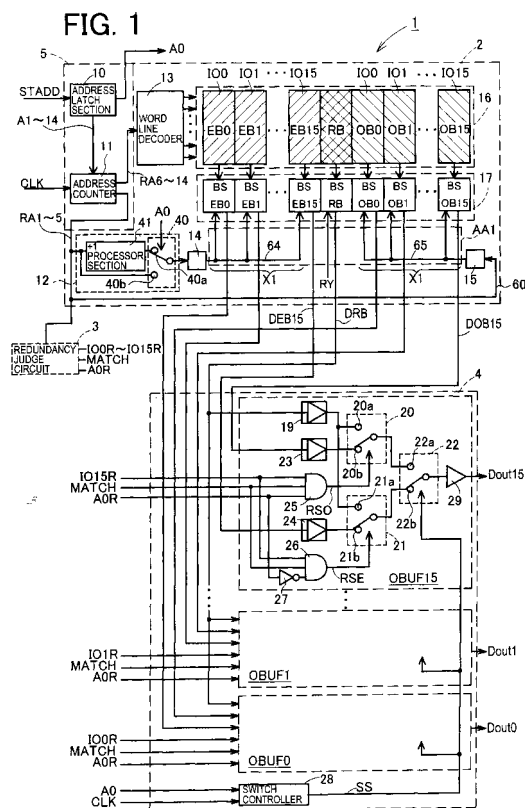 FIG. 1
1
5
A0
2
10
STADD
ADDRESS LATCH SECTION
A1~14
13
WORD LINE DECODER
IO0 IO1 ··· IO15 IO0 IO1 ··· IO15
EB0 EB1 ··· EB15 RB OB0 OB1 ··· OB15
16
11
CLK
ADDRESS COUNTER
RA6~14
BS EB0
BS EB1
BS EB15
BS RB
BS OB0
BS OB1
BS OB15
17
RA1~5
41
40
A0
+1 PROCESSOR SECTION
14
64
65
AA1
12
40b
40a
X1
RY
X1
15
60
DEB15
DRB
DOB15
3
REDUNDANCY JUDGE CIRCUIT
IO0R~IO15R
MATCH
A0R
4
19
20a
20
23
20b
22a
22
IO15R
MATCH
A0R
25
RSO
21a
22b
29
Dout15
24
26
21b
21
27
RSE
OBUF15
IO1R
MATCH
A0R
OBUF1
Dout1
IO0R
MATCH
A0R
OBUF0
Dout0
28
A0
CLK
SWITCH CONTROLLER
SS